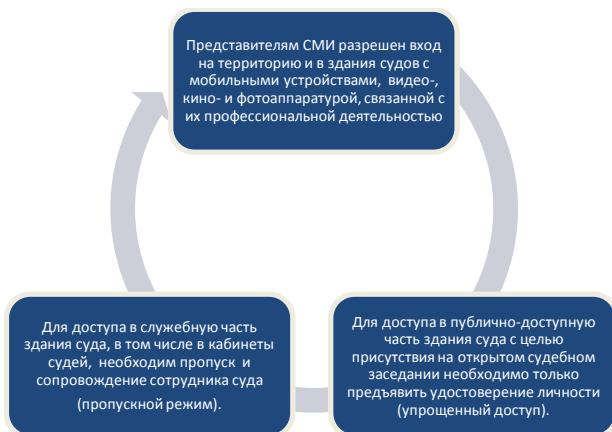 Представителям СМИ разрешен вход
на территорию и в здания судов с
мобильными устройствами, видео-,
кино- и фотоаппаратурой, связанной с
их профессиональной деятельностью
Для доступа в служебную часть
здания суда, в том числе в кабинеты
судей, необходим пропуск и
сопровождение сотрудника суда
(пропускной режим).
Для доступа в публично-доступную
часть здания суда с целью
присутствия на открытом судебном
заседании необходимо только
предъявить удостоверение личности
(упрощенный доступ).